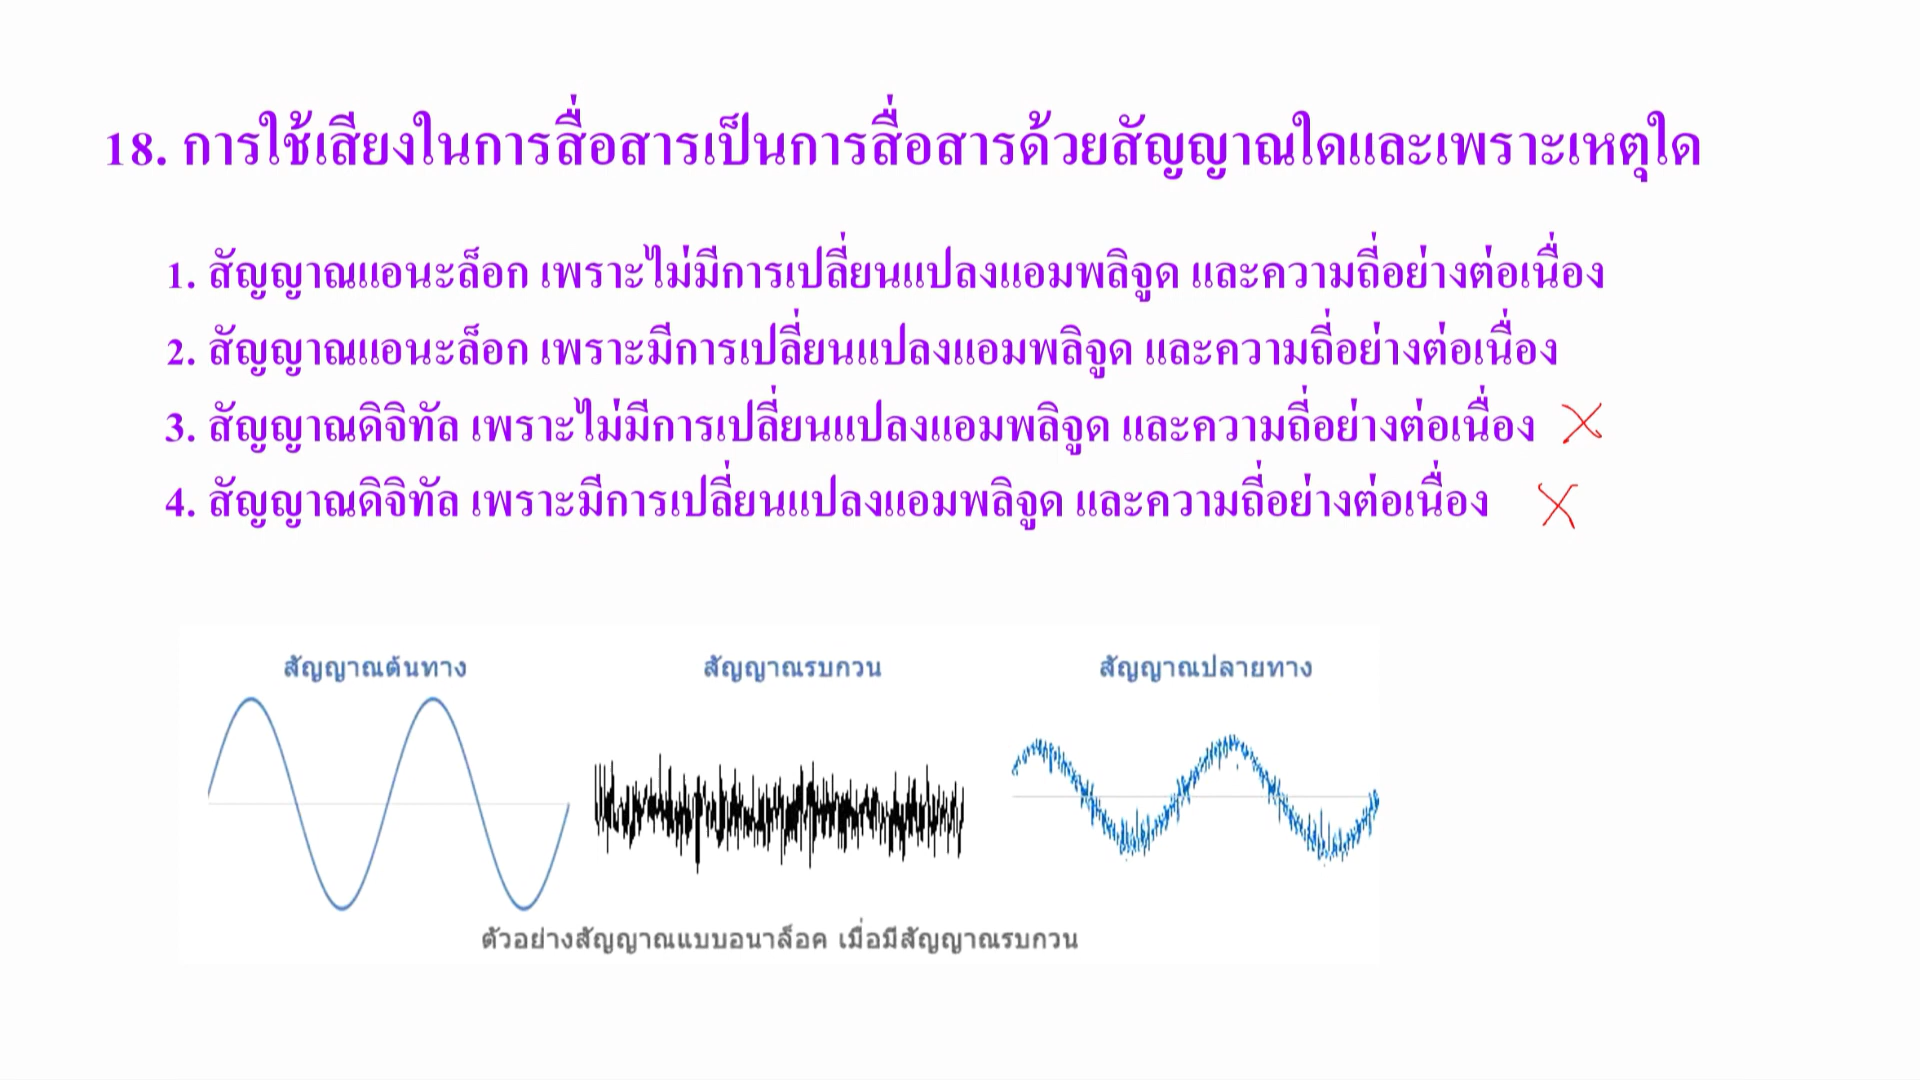 18. การใช้เสียงในการสื่อสารเป็นการสื่อสารด้วยสัญญาณใดและเพราะเหตุใด
1. สัญญาณแอนะล็อก เพราะไม่มีการเปลี่ยนแปลงแอมพลิจูด และความถี่อย่างต่อเนื่อง
2. สัญญาณแอนะล็อก เพราะมีการเปลี่ยนแปลงแอมพลิจูด และความถี่อย่างต่อเนื่อง
3. สัญญาณดิจิทัล เพราะไม่มีการเปลี่ยนแปลงแอมพลิจูด และความถี่อย่างต่อเนื่อง
4. สัญญาณดิจิทัล เพราะมีการเปลี่ยนแปลงแอมพลิจูด และความถี่อย่างต่อเนื่อง
สัญญาณต้นทาง สัญญาณรบกวน สัญญาณปลายทาง
ตัวอย่างสัญญาณแบบอนาล็อค เมื่อมีสัญญาณรบกวน